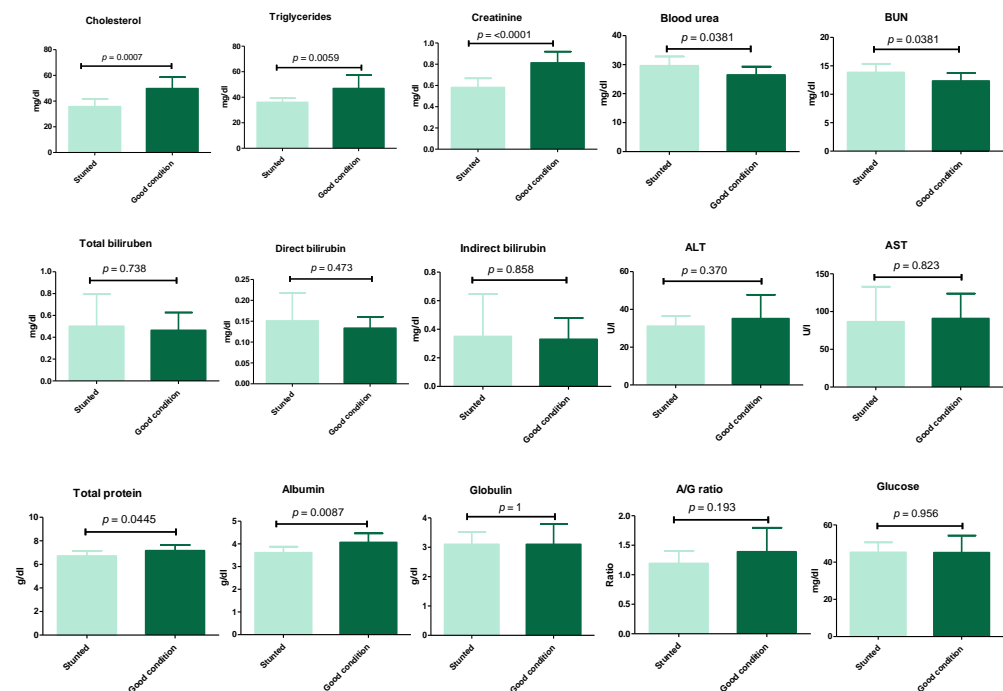 Cholesterol
p = 0.0007
mg/dl
80
60
40
20
0
Stunted
Good condition
Triglycerides
p = 0.0059
mg/dl
80
60
40
20
0
Stunted
Good condition
Creatinine
p = <0.0001
mg/dl
1.0
0.8
0.6
0.4
0.2
0.0
Stunted
Good condition
Blood urea
p = 0.0381
mg/dl
40
30
20
10
0
Stunted
Good condition
BUN
p = 0.0381
mg/dl
20
15
10
5
0
Stunted
Good condition
Total biliruben
p = 0.738
mg/dl
1.0
0.8
0.6
0.4
0.2
0.0
Stunted
Good condition
Direct bilirubin
p = 0.473
mg/dl
0.25
0.20
0.15
0.10
0.05
0.00
Stunted
Good condition
Indirect bilirubin
p = 0.858
mg/dl
0.8
0.6
0.4
0.2
0.0
Stunted
Good condition
ALT
p = 0.370
U/l
60
40
20
0
Stunted
Good condition
AST
p = 0.823
U/l
150
100
50
0
Stunted
Good condition
Total protein
p = 0.0445
g/dl
8
6
4
2
0
Stunted
Good condition
Albumin
p = 0.0087
g/dl
5
4
3
2
1
0
Stunted
Good condition
Globulin
p = 1
g/dl
4
3
2
1
0
Stunted
Good condition
A/G ratio
p = 0.193
Ratio
2.0
1.5
1.0
0.5
0.0
Stunted
Good condition
Glucose
p = 0.956
mg/dl
60
40
20
0
Stunted
Good condition